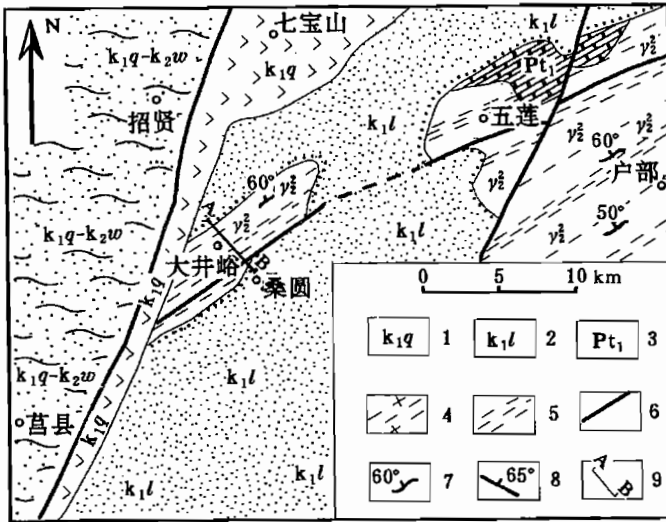 N
七宝山
k₁q
k₁q-k₂w
招贤
k₁l
Pt₁
γ₂²
五莲
γ₂²
60°
户部
γ₂²
50°
k₁l
k₁l
60°
γ₂²
γ₂²
γ₂²
A
大井峪
B
桑圆
k₁l
k₁q-k₂w
k₁q
0 5 10 km
k₁q-k₂w
莒县
k₁q
k₁l
k₁l
k₁l
k₁q 1 k₁l 2 Pt₁ 3
4 5 6
60° 7 65° 8 A B 9